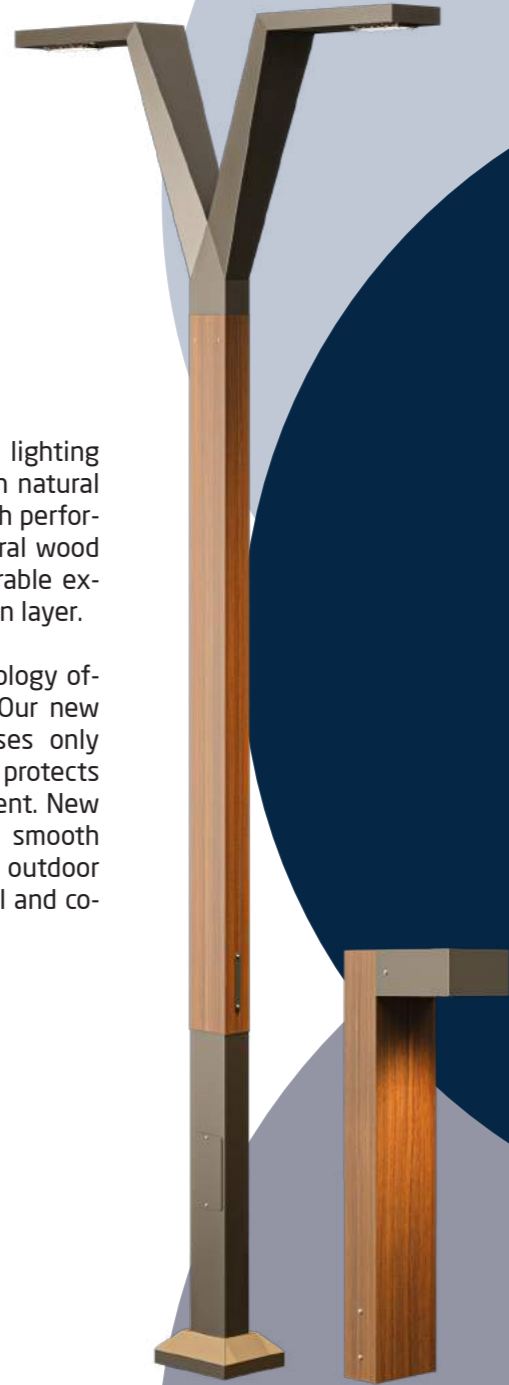 lighting
n natural
h perfor-
ral wood
rable ex-
n layer.
ology of-
Our new
ses only
protects
ent. New
smooth
outdoor
l and co-